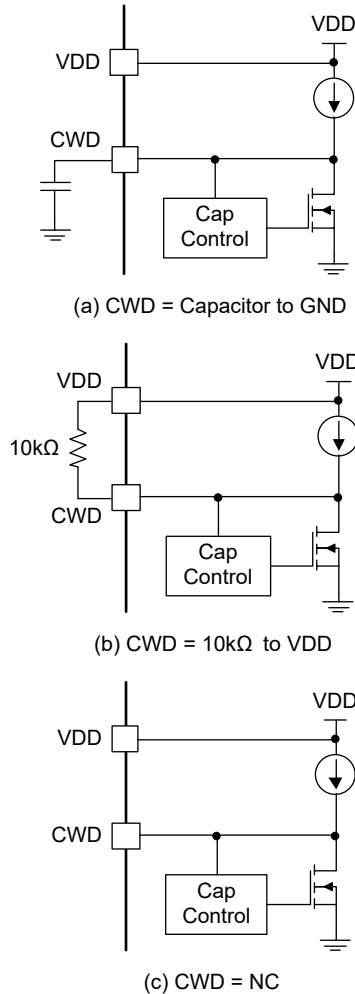 VDD
VDD
CWD
Cap
Control
(a) CWD = Capacitor to GND
VDD
VDD
10kΩ
CWD
Cap
Control
(b) CWD = 10kΩ to VDD
VDD
VDD
CWD
Cap
Control
(c) CWD = NC